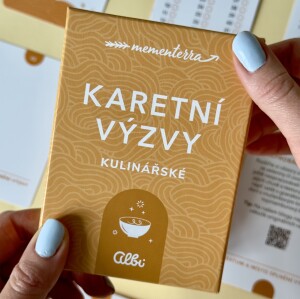 mementerra
KARETNÍ
VÝZVY
KULINÁŘSKÉ
albi